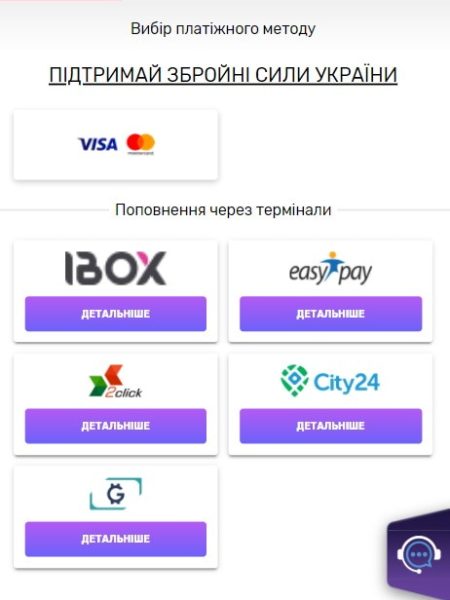 Вибір платіжного методу
ПІДТРИМАЙ ЗБРОЙНІ СИЛИ УКРАЇНИ
VISA mastercard
Поповнення через термінали
IBOX easypay
ДЕТАЛЬНІШЕ ДЕТАЛЬНІШЕ
2click City24
ДЕТАЛЬНІШЕ ДЕТАЛЬНІШЕ
G
ДЕТАЛЬНІШЕ